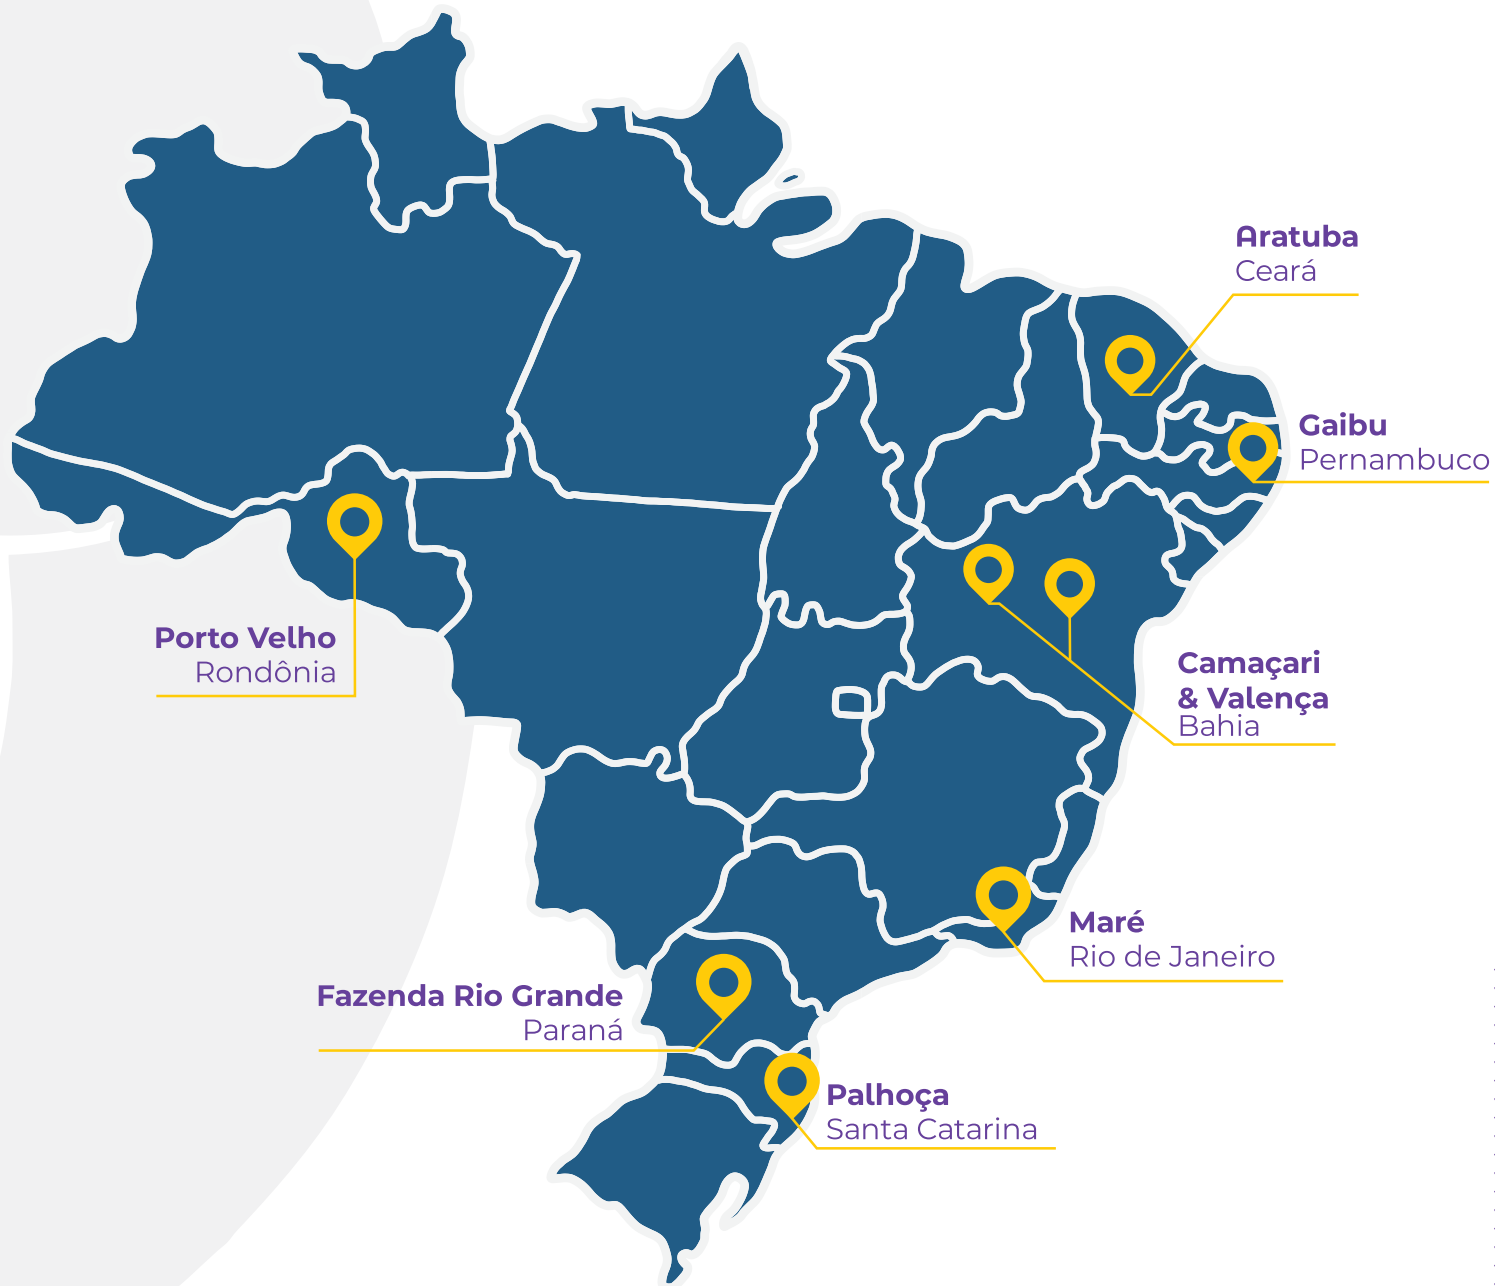 Aratuba
Ceará
Gaibu
Pernambuco
Porto Velho
Rondônia
Camaçari
& Valença
Bahia
Maré
Rio de Janeiro
Fazenda Rio Grande
Paraná
Palhoça
Santa Catarina